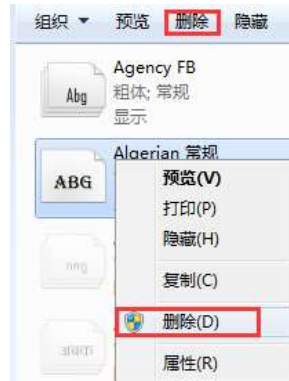 组织 预览 删除 隐藏
Agency FB
粗体; 常规
显示
Abg
Algerian 常规
ABG
预览(V)
打印(P)
隐藏(H)
复制(C)
删除(D)
属性(R)